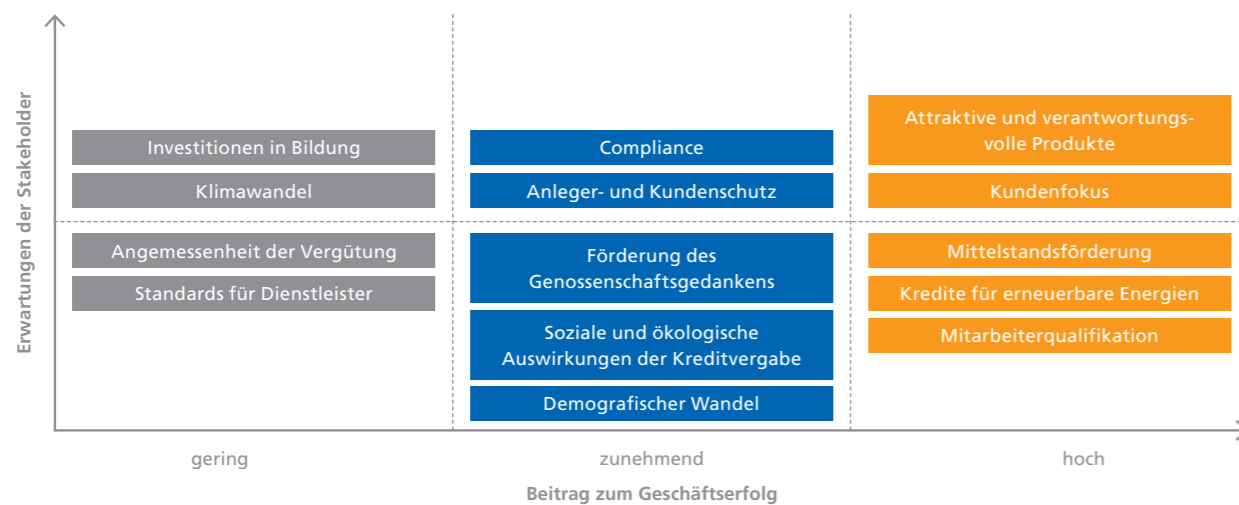 Erwartungen der Stakeholder
Investitionen in Bildung
Klimawandel
Angemessenheit der Vergütung
Standards für Dienstleister
Compliance
Anleger- und Kundenschutz
Förderung des
Genossenschaftsgedankens
Soziale und ökologische
Auswirkungen der Kreditvergabe
Demografischer Wandel
Attraktive und verantwortungs-
volle Produkte
Kundenfokus
Mittelstandsförderung
Kredite für erneuerbare Energien
Mitarbeiterqualifikation
gering
zunehmend
hoch
Beitrag zum Geschäftserfolg